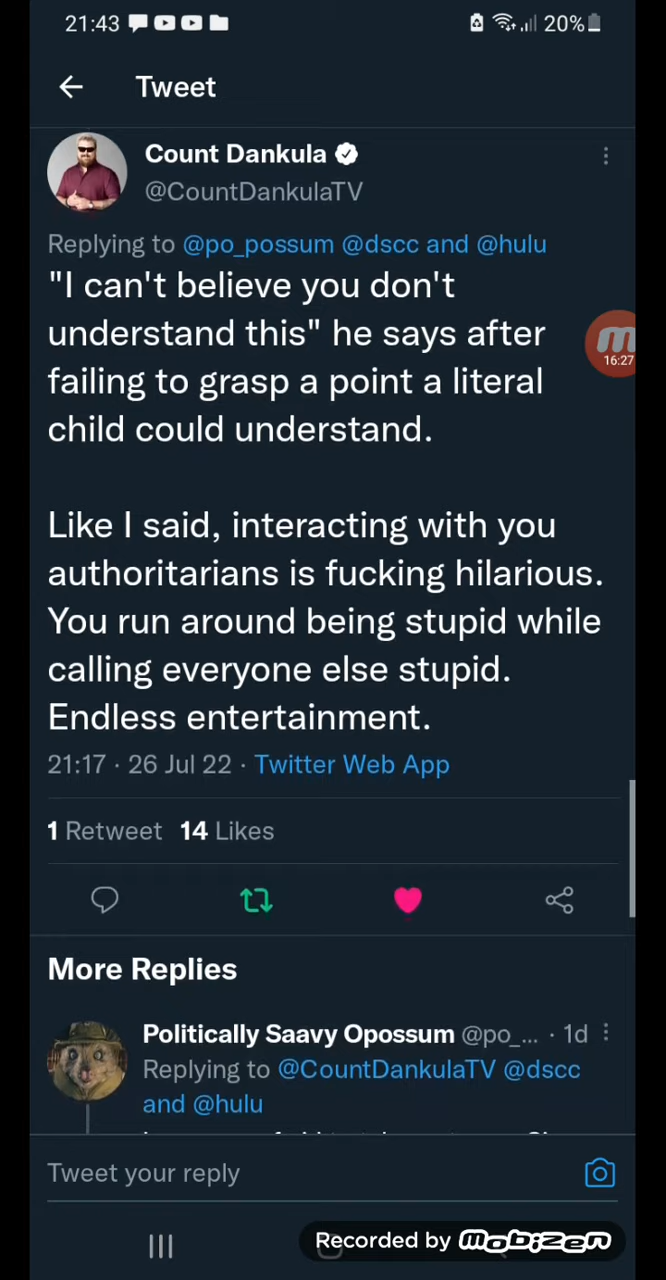 21:43 20%
Tweet
Count Dankula
@CountDankulaTV
Replying to @po_possum @dscc and @hulu
"I can't believe you don't
understand this" he says after
failing to grasp a point a literal
child could understand.
16:27
Like I said, interacting with you
authoritarians is fucking hilarious.
You run around being stupid while
calling everyone else stupid.
Endless entertainment.
21:17 · 26 Jul 22 · Twitter Web App
1 Retweet 14 Likes
More Replies
Politically Saavy Opossum @po_... · 1d
Replying to @CountDankulaTV @dscc
and @hulu
Tweet your reply
Recorded by mobizen